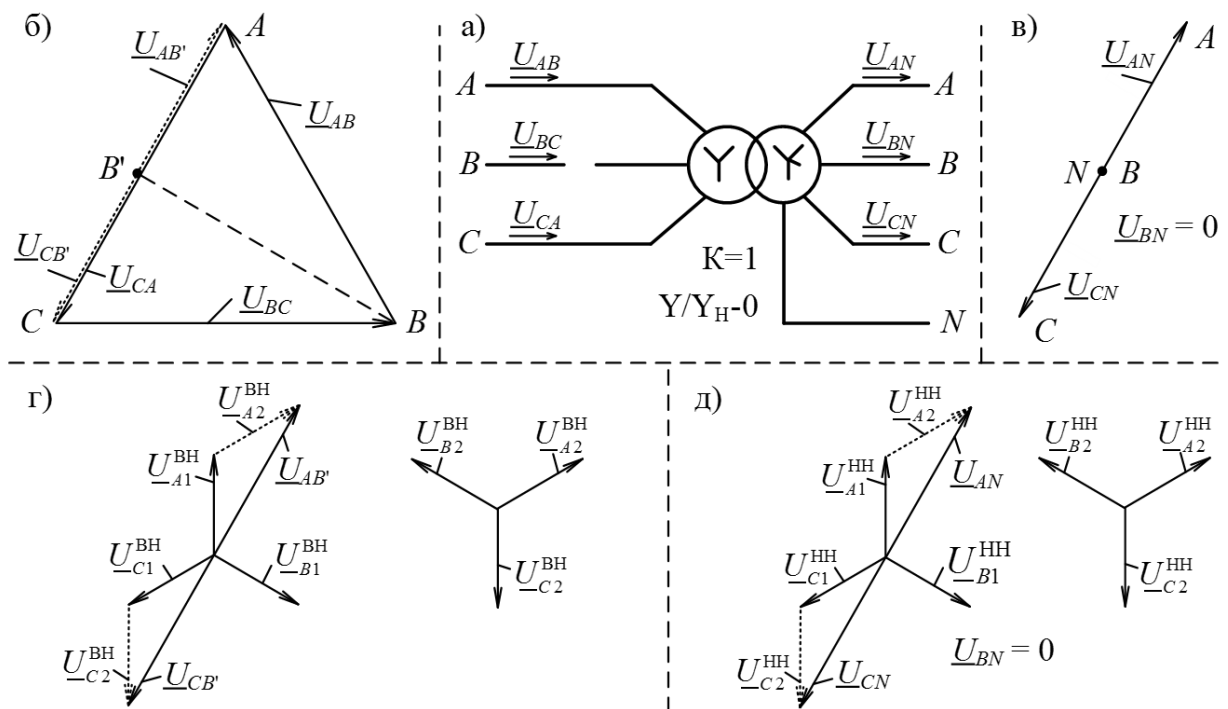 б)
A
U_AB'
U_AB
B'
U_CB'
U_CA
U_BC
C
B
а)
U_AB
U_AN
A
A
U_BC
U_BN
B
B
U_CA
U_CN
C
C
К=1
Y/Y_Н-0
N
в)
A
U_AN
N B
U_BN = 0
U_CN
C
г)
U_A2^ВН
U_A1^ВН
U_AB'
U_C1^ВН
U_B1^ВН
U_C2^ВН
U_CB'
U_B2^ВН
U_A2^ВН
U_C2^ВН
д)
U_A2^НН
U_A1^НН
U_AN
U_C1^НН
U_B1^НН
U_C2^НН
U_CN
U_BN = 0
U_B2^НН
U_A2^НН
U_C2^НН